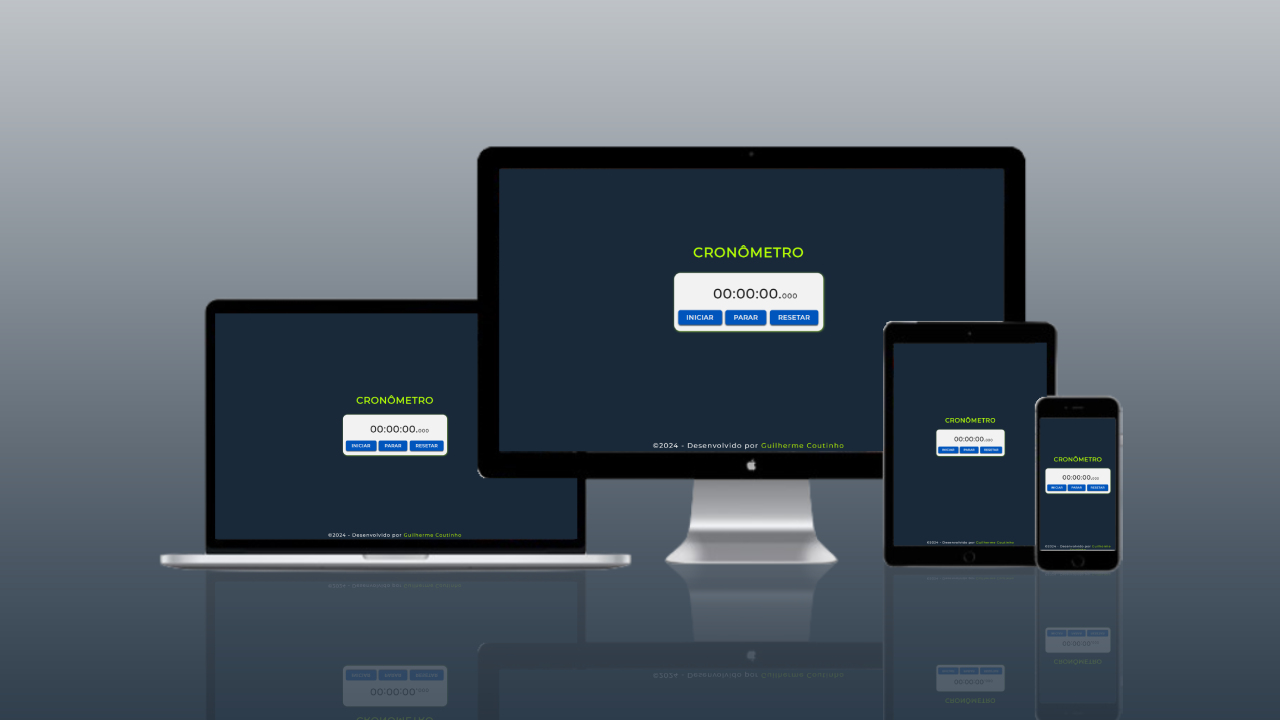 CRONÔMETRO
00:00:00.000
INICIAR PARAR RESETAR
©2024 - Desenvolvido por Guilherme Coutinho
CRONÔMETRO
00:00:00.000
INICIAR PARAR RESETAR
©2024 - Desenvolvido por Guilherme Coutinho
CRONÔMETRO
00:00:00.000
INICIAR PARAR RESETAR
©2024 - Desenvolvido por Guilherme Coutinho
CRONÔMETRO
00:00:00.000
INICIAR PARAR RESETAR
©2024 - Desenvolvido por Guilherme